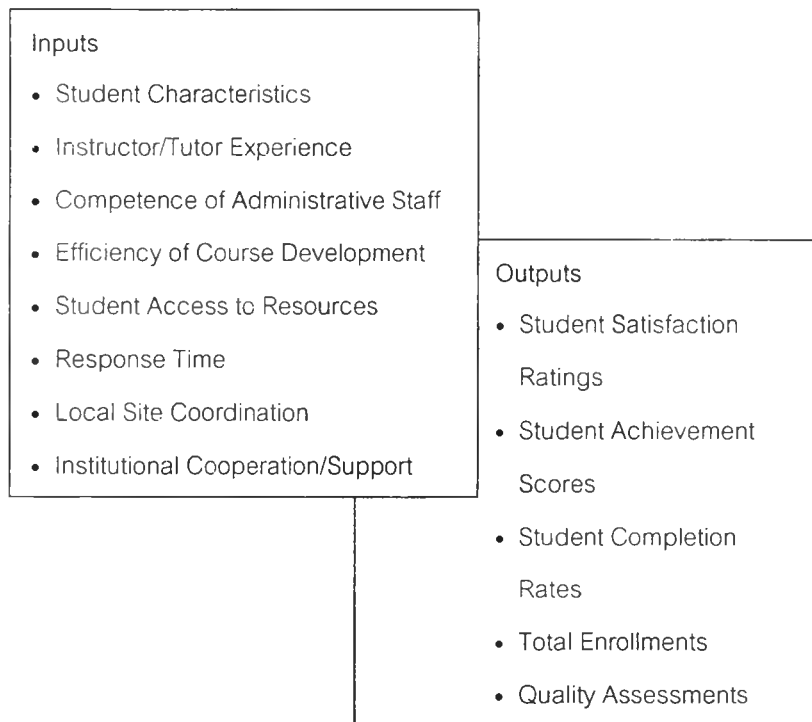 Inputs
• Student Characteristics
• Instructor/Tutor Experience
• Competence of Administrative Staff
• Efficiency of Course Development
• Student Access to Resources
• Response Time
• Local Site Coordination
• Institutional Cooperation/Support
Outputs
• Student Satisfaction
Ratings
• Student Achievement
Scores
• Student Completion
Rates
• Total Enrollments
• Quality Assessments